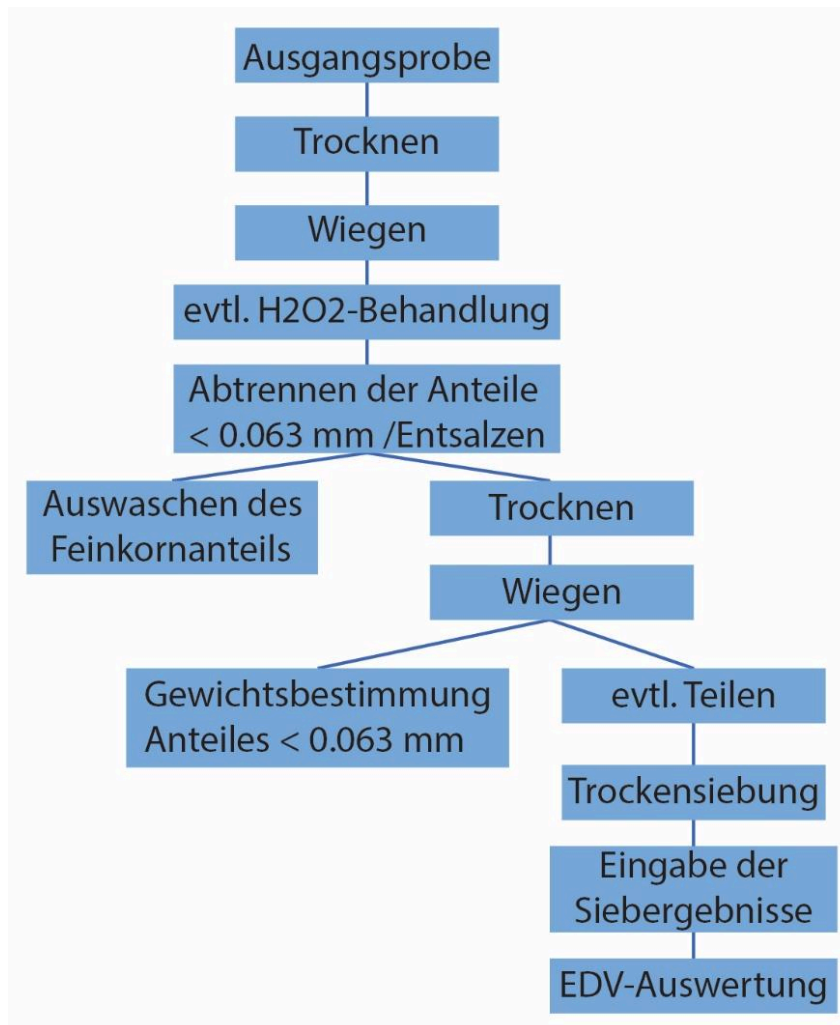 Ausgangsprobe
Trocknen
Wiegen
evtl. H2O2-Behandlung
Abtrennen der Anteile
< 0.063 mm /Entsalzen
Auswaschen des
Feinkornanteils
Trocknen
Wiegen
Gewichtsbestimmung
Anteiles < 0.063 mm
evtl. Teilen
Trockensiebung
Eingabe der
Siebergebnisse
EDV-Auswertung